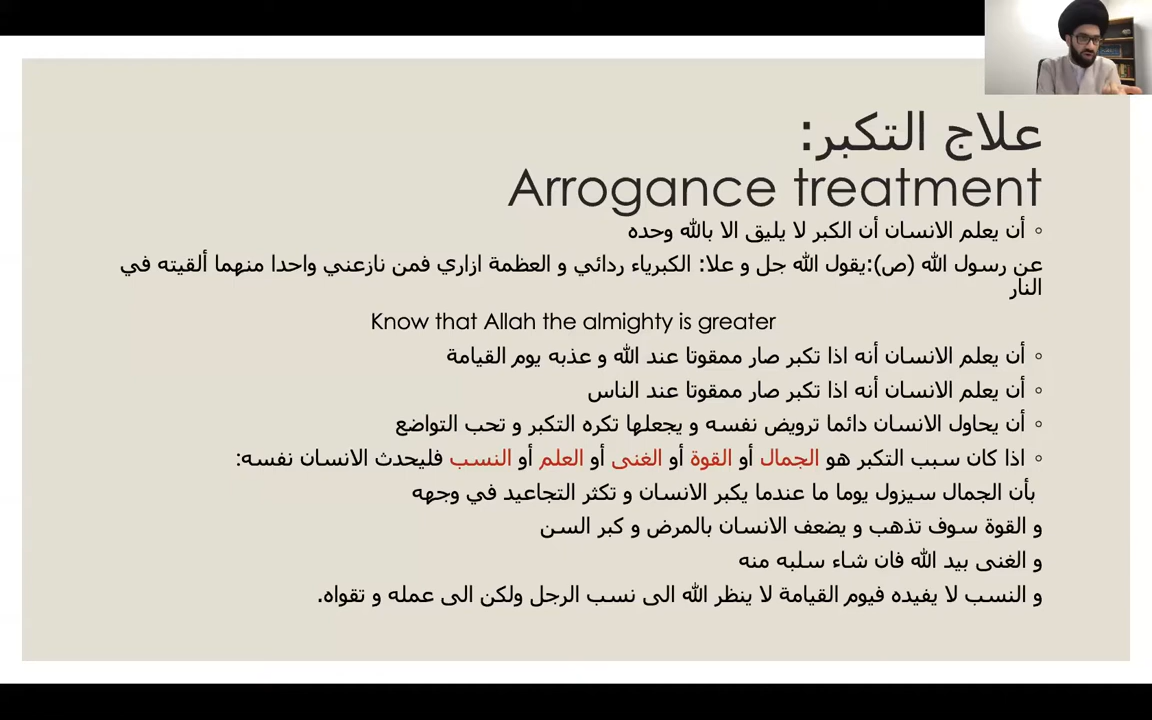 علاج التكبر:
Arrogance treatment
◦ أن يعلم الانسان أن الكبر لا يليق الا بالله وحده
عن رسول الله (ص):يقول الله جل و علا: الكبرياء ردائي و العظمة ازاري فمن نازعني واحدا منهما ألقيته في
النار
Know that Allah the almighty is greater
◦ أن يعلم الانسان أنه اذا تكبر صار ممقوتا عند الله و عذبه يوم القيامة
◦ أن يعلم الانسان أنه اذا تكبر صار ممقوتا عند الناس
◦ أن يحاول الانسان دائما ترويض نفسه و يجعلها تكره التكبر و تحب التواضع
◦ اذا كان سبب التكبر هو الجمال أو القوة أو الغنى أو العلم أو النسب فليحدث الانسان نفسه:
بأن الجمال سيزول يوما ما عندما يكبر الانسان و تكثر التجاعيد في وجهه
و القوة سوف تذهب و يضعف الانسان بالمرض و كبر السن
و الغنى بيد الله فان شاء سلبه منه
و النسب لا يفيده فيوم القيامة لا ينظر الله الى نسب الرجل ولكن الى عمله و تقواه.